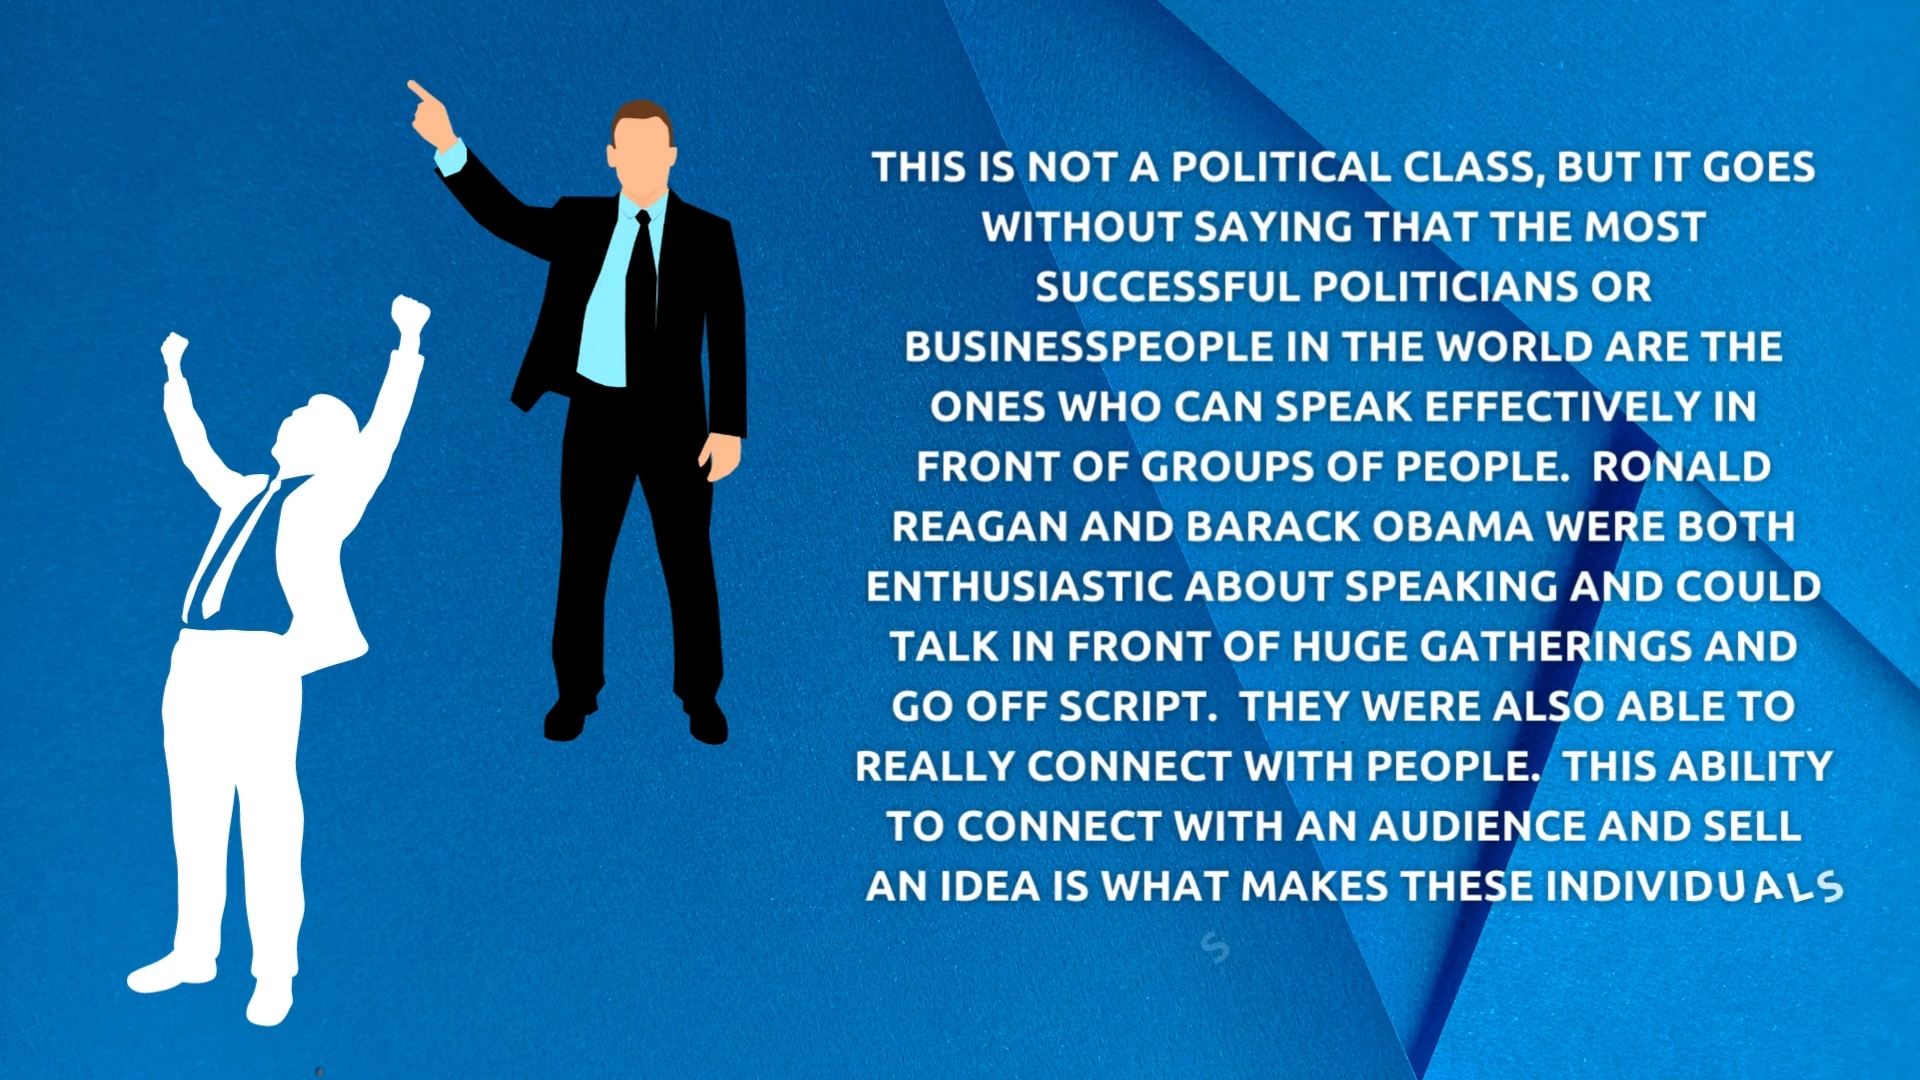 THIS IS NOT A POLITICAL CLASS, BUT IT GOES
WITHOUT SAYING THAT THE MOST
SUCCESSFUL POLITICIANS OR
BUSINESSPEOPLE IN THE WORLD ARE THE
ONES WHO CAN SPEAK EFFECTIVELY IN
FRONT OF GROUPS OF PEOPLE.  RONALD
REAGAN AND BARACK OBAMA WERE BOTH
ENTHUSIASTIC ABOUT SPEAKING AND COULD
TALK IN FRONT OF HUGE GATHERINGS AND
GO OFF SCRIPT.  THEY WERE ALSO ABLE TO
REALLY CONNECT WITH PEOPLE.  THIS ABILITY
TO CONNECT WITH AN AUDIENCE AND SELL
AN IDEA IS WHAT MAKES THESE INDIVIDUALS
S